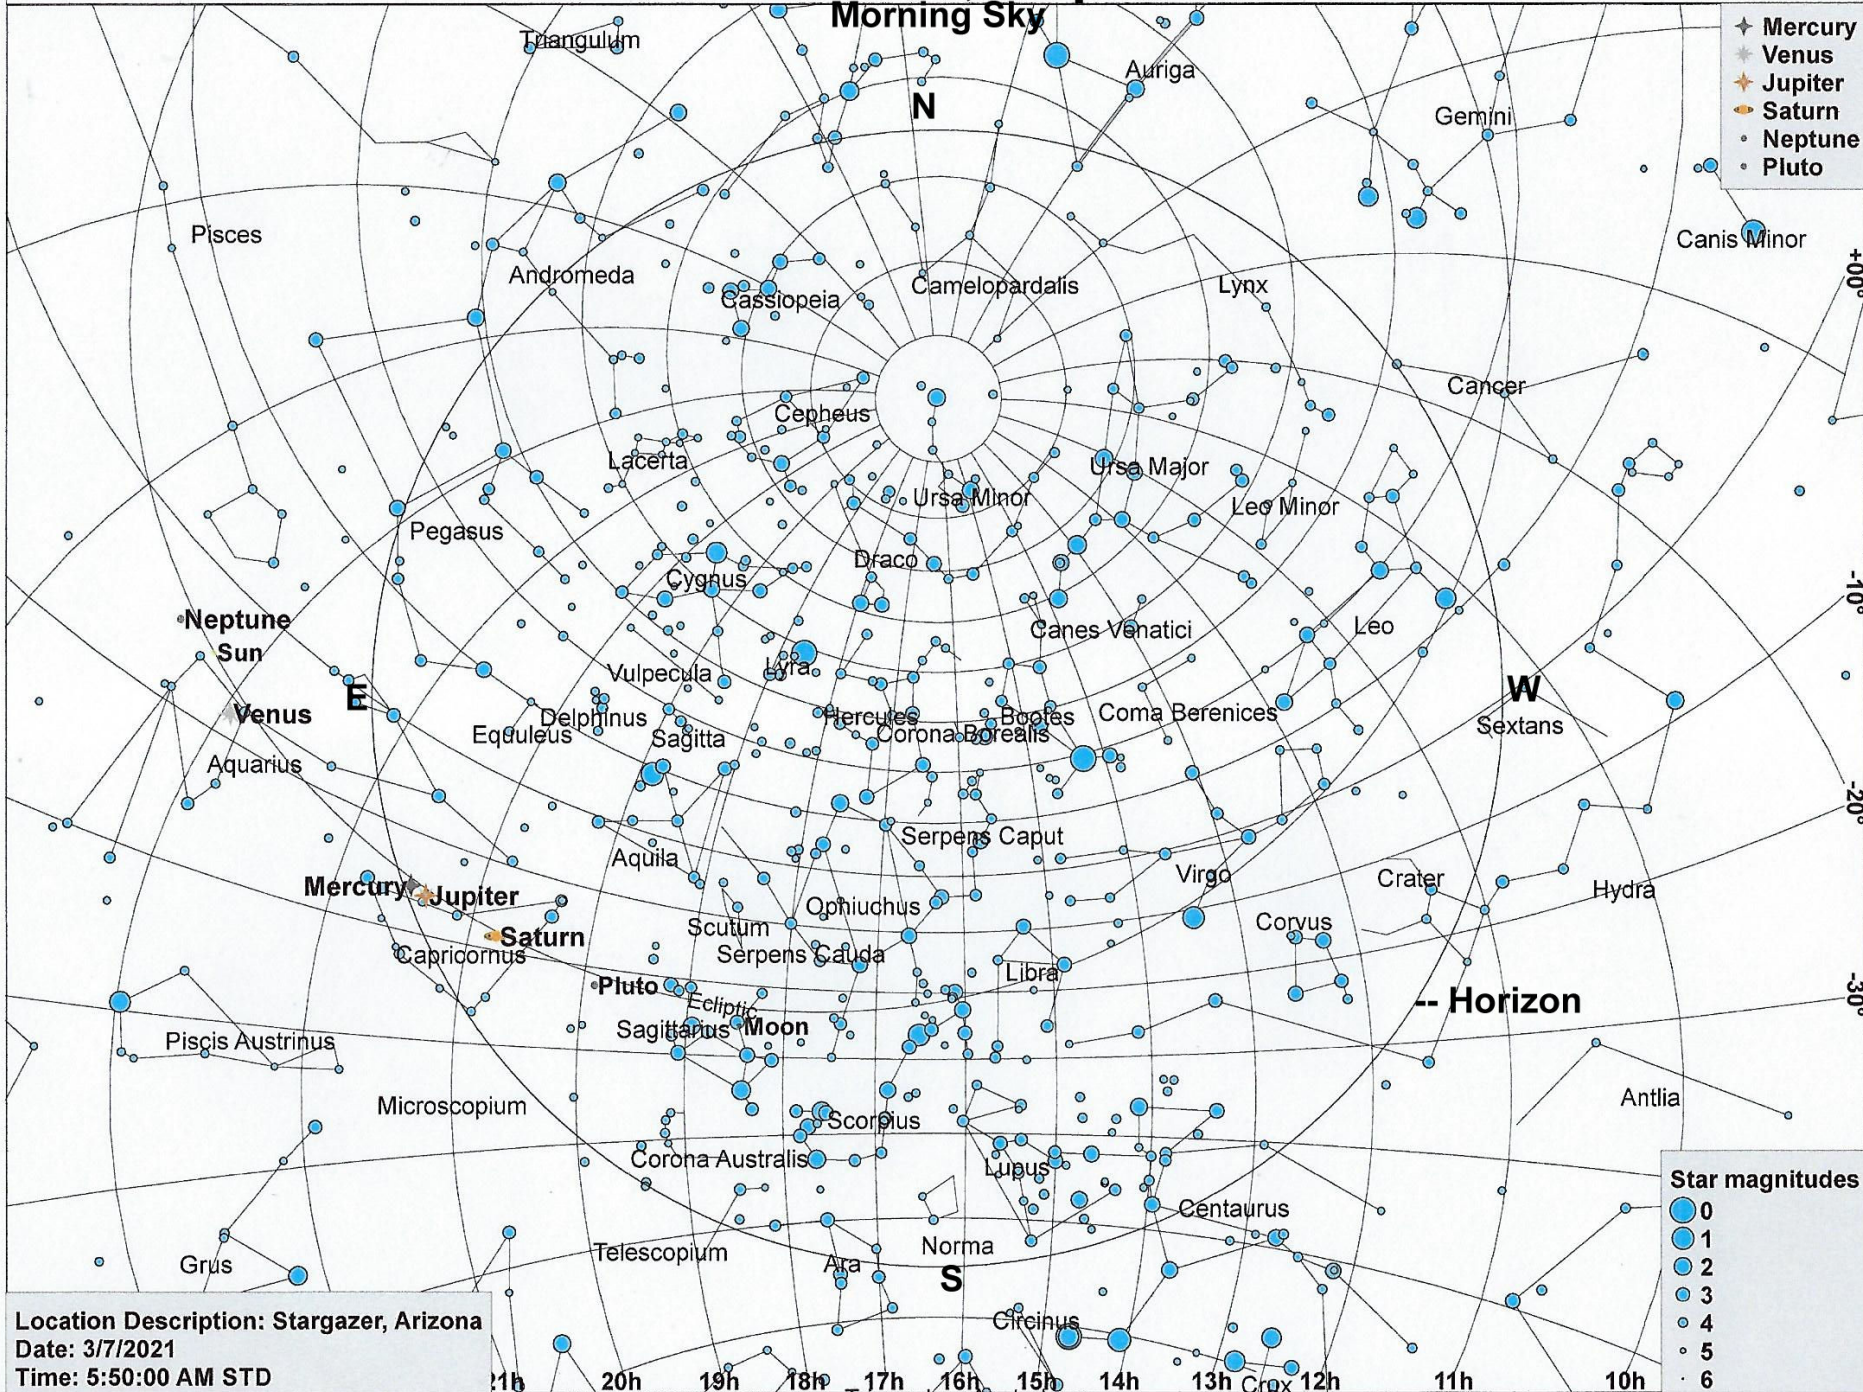 Morning Sky
Mercury
Venus
Jupiter
Saturn
Neptune
Pluto
Triangulum
Auriga
N
Gemini
Pisces
Canis Minor
Andromeda
Camelopardalis
Lynx
Cassiopeia
+00°
Cancer
Cepheus
Lacerta
Ursa Major
Ursa Minor
Leo Minor
Pegasus
Draco
Cygnus
-10°
Neptune
Canes Venatici
Leo
Sun
Vulpecula
Lyra
E
W
Venus
Delphinus
Hercules
Bootes
Coma Berenices
Equuleus
Sagitta
Corona Borealis
Sextans
Aquarius
-20°
Serpens Caput
Aquila
Virgo
Crater
Hydra
Mercury
Jupiter
Ophiuchus
Scutum
Corvus
Saturn
Capricornus
Serpens Cauda
Libra
Pluto
Ecliptic
-- Horizon
-30°
Sagittarius
Moon
Piscis Austrinus
Microscopium
Antlia
Scorpius
Corona Australis
Lupus
Centaurus
Telescopium
Norma
Grus
Ara
S
Circinus
Star magnitudes
0
1
2
3
4
5
6
Location Description: Stargazer, Arizona
Date: 3/7/2021
Time: 5:50:00 AM STD
21h 20h 19h 18h 17h 16h 15h 14h 13h 12h 11h 10h
Crux